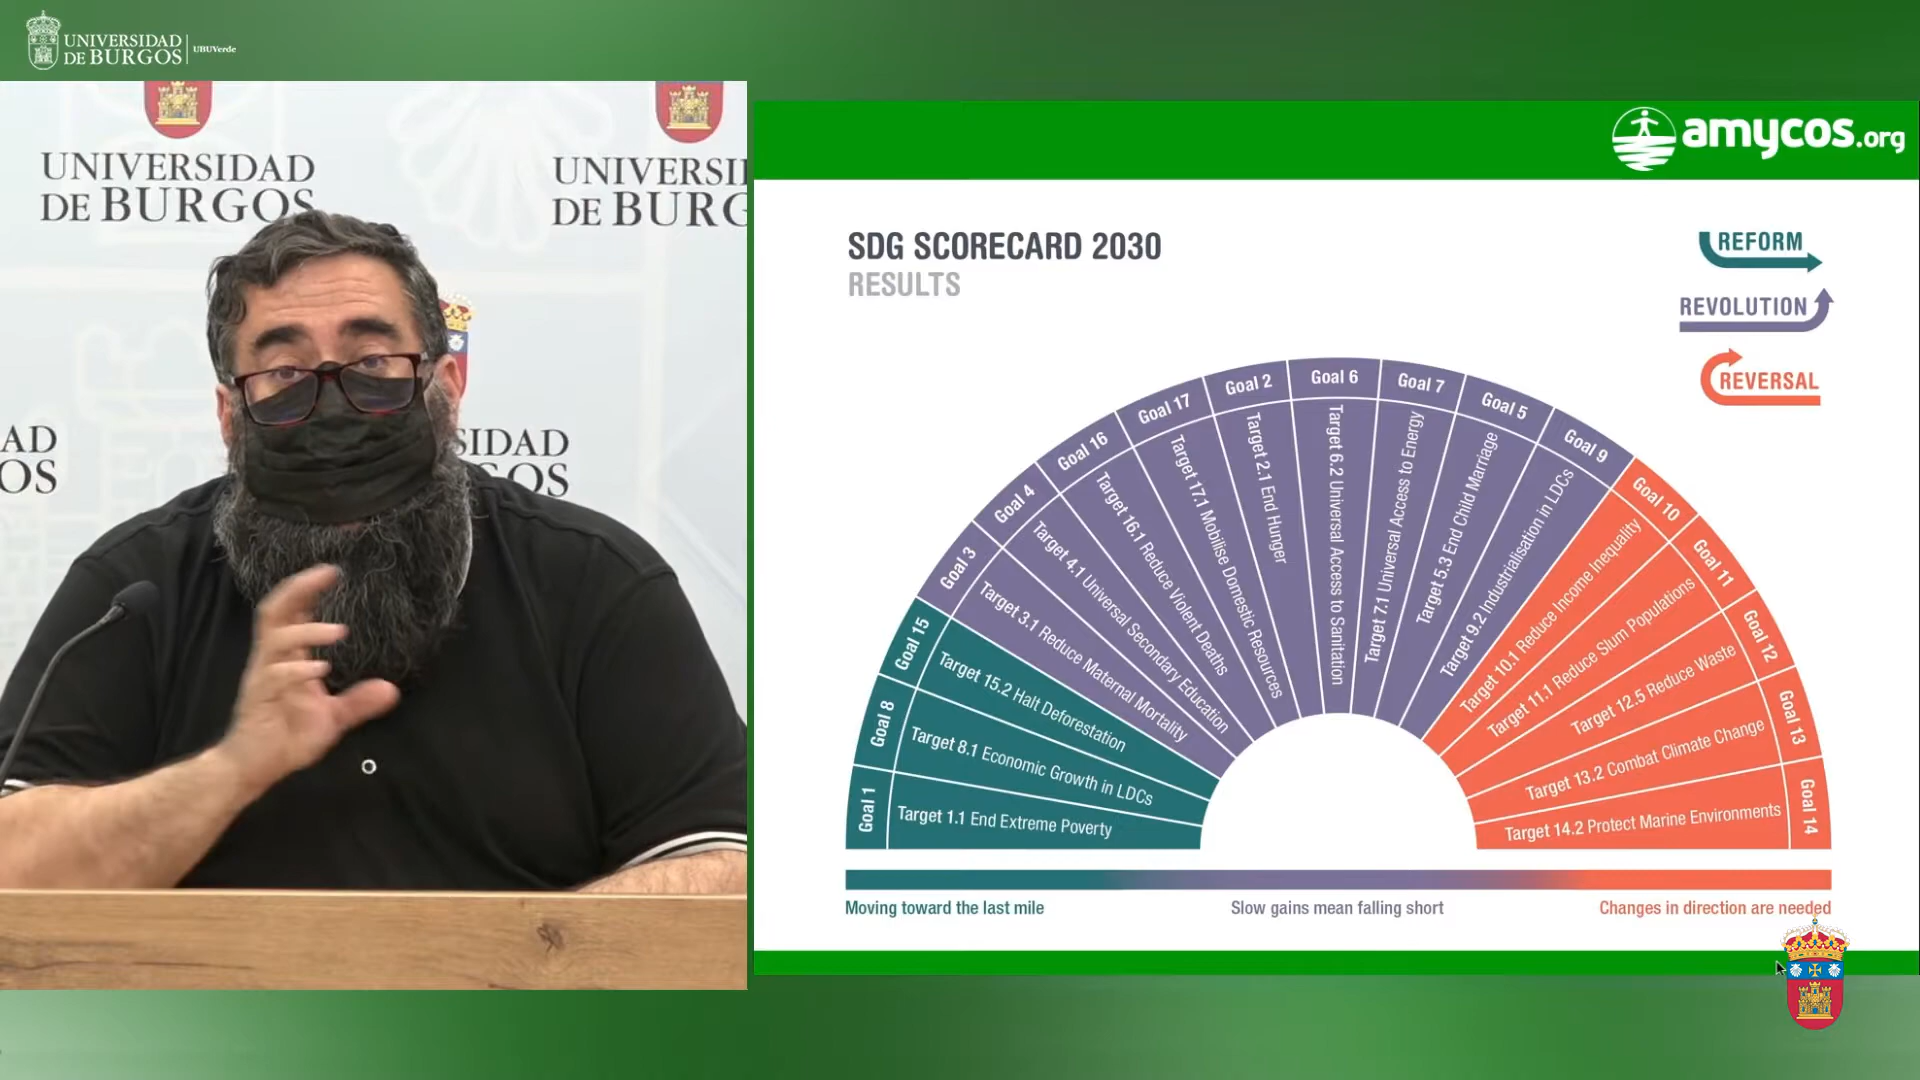 UNIVERSIDAD
DE BURGOS
UBUVerde
UNIVERSIDAD
DE BURGOS
UNIVERSI
DE BURG
AD
OS
SIDAD
OS
amycos.org
SDG SCORECARD 2030
RESULTS
REFORM
REVOLUTION
REVERSAL
Goal 1
Target 1.1 End Extreme Poverty
Goal 8
Target 8.1 Economic Growth in LDCs
Goal 15
Target 15.2 Halt Deforestation
Goal 3
Target 3.1 Reduce Maternal Mortality
Goal 4
Target 4.1 Universal Secondary Education
Goal 16
Target 16.1 Reduce Violent Deaths
Goal 17
Target 17.1 Mobilise Domestic Resources
Goal 2
Target 2.1 End Hunger
Goal 6
Target 6.2 Universal Access to Sanitation
Goal 7
Target 7.1 Universal Access to Energy
Goal 5
Target 5.3 End Child Marriage
Goal 9
Target 9.2 Industrialisation in LDCs
Goal 10
Target 10.1 Reduce Income Inequality
Goal 11
Target 11.1 Reduce Slum Populations
Goal 12
Target 12.5 Reduce Waste
Goal 13
Target 13.2 Combat Climate Change
Goal 14
Target 14.2 Protect Marine Environments
Moving toward the last mile
Slow gains mean falling short
Changes in direction are needed